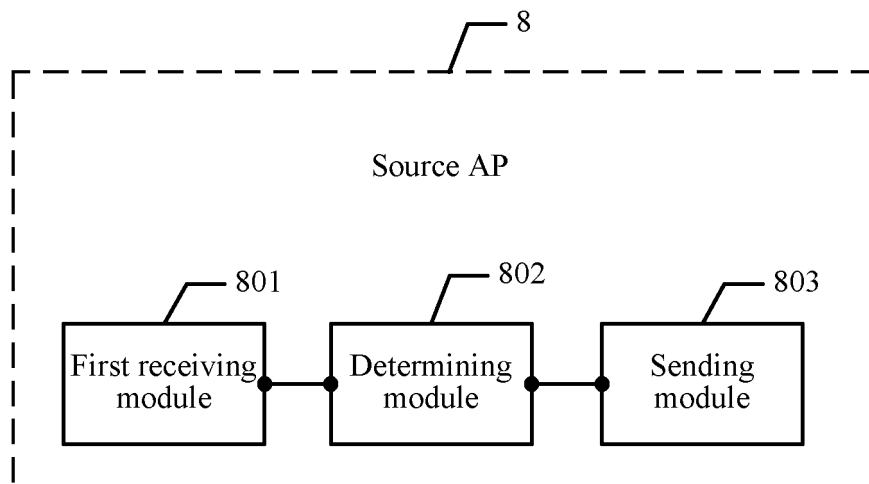 8
Source AP
801
802
803
First receiving
module
Determining
module
Sending
module